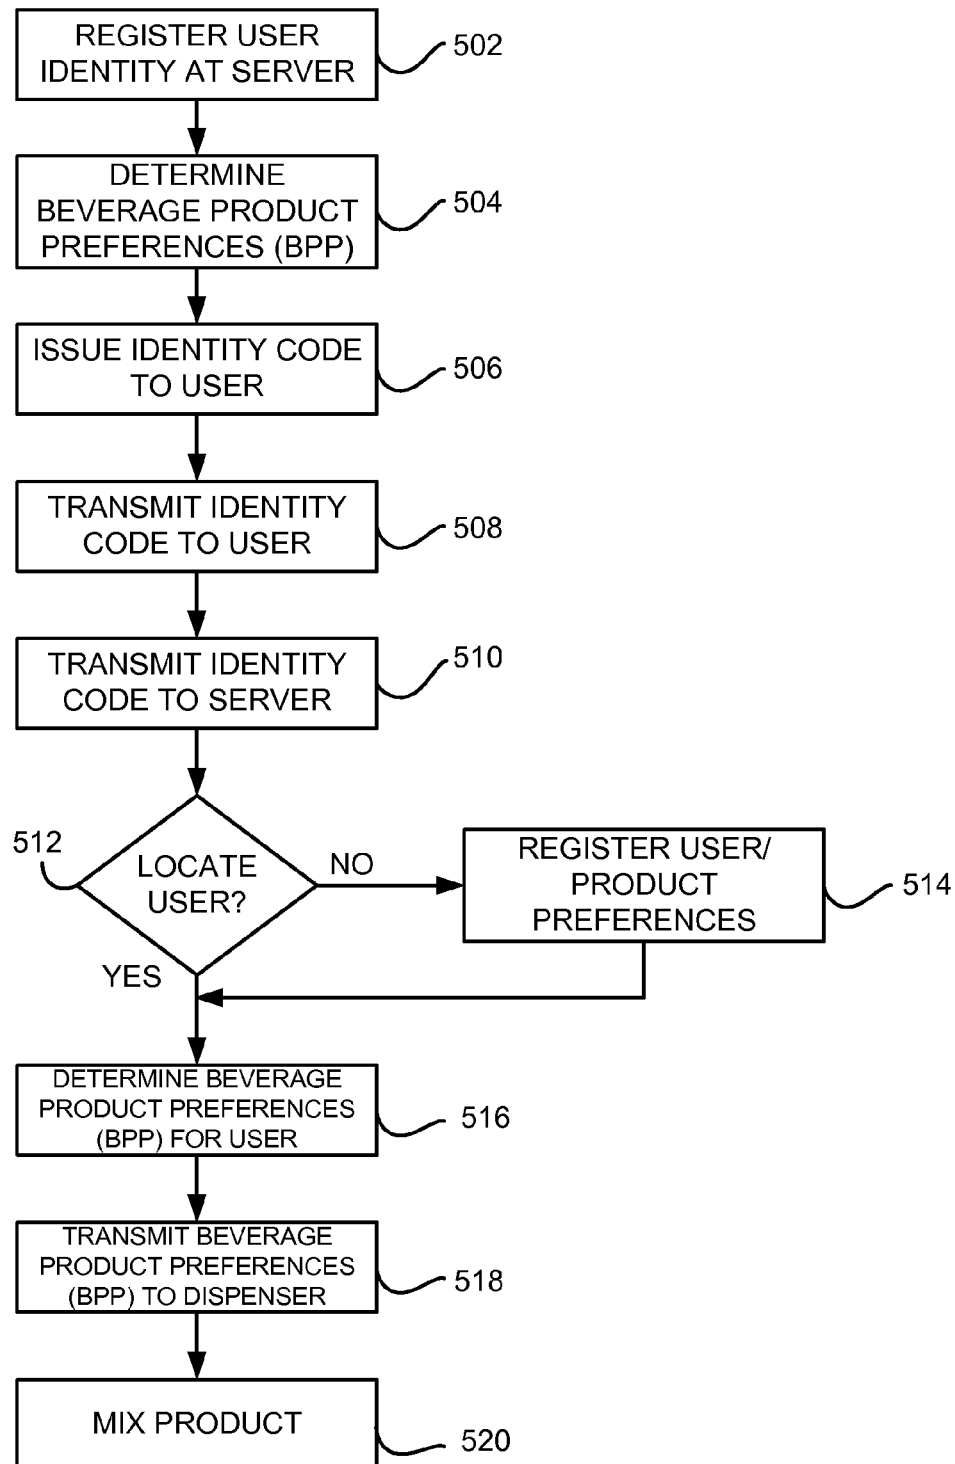 REGISTER USER
IDENTITY AT SERVER
502
DETERMINE
BEVERAGE PRODUCT
PREFERENCES (BPP)
504
ISSUE IDENTITY CODE
TO USER
506
TRANSMIT IDENTITY
CODE TO USER
508
TRANSMIT IDENTITY
CODE TO SERVER
510
512
LOCATE
USER?
NO
YES
REGISTER USER/
PRODUCT
PREFERENCES
514
DETERMINE BEVERAGE
PRODUCT PREFERENCES
(BPP) FOR USER
516
TRANSMIT BEVERAGE
PRODUCT PREFERENCES
(BPP) TO DISPENSER
518
MIX PRODUCT
520